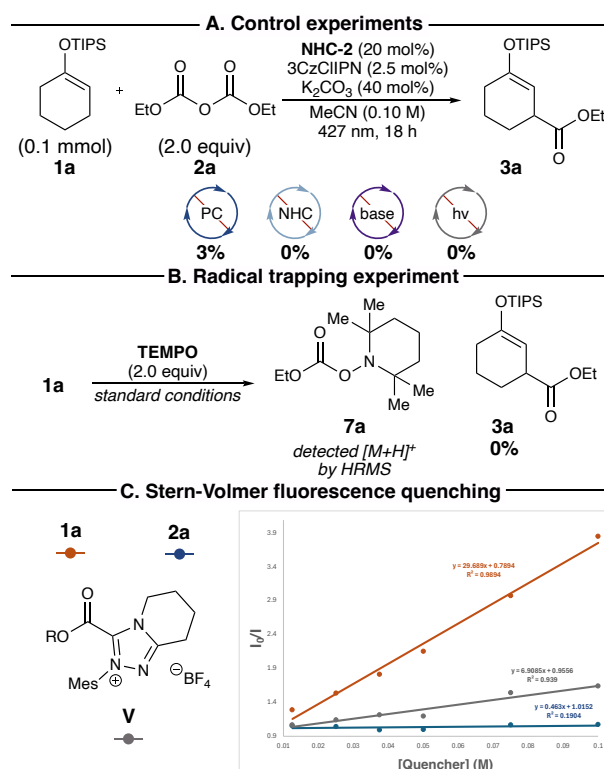 A. Control experiments
OTIPS
(0.1 mmol)
1a
+
O O
EtO O OEt
(2.0 equiv)
2a
NHC-2 (20 mol%)
3CzClIPN (2.5 mol%)
K2CO3 (40 mol%)
MeCN (0.10 M)
427 nm, 18 h
OTIPS
OEt
O
3a
PC NHC base hv
3% 0% 0% 0%
B. Radical trapping experiment
1a
TEMPO
(2.0 equiv)
standard conditions
Me Me
O
EtO O N
Me
Me
7a
detected [M+H]+
by HRMS
OTIPS
OEt
O
3a
0%
C. Stern-Volmer fluorescence quenching
1a 2a
O
RO
N
N
N
Mes ⊕
⊖BF4
V
I0/I
3.9
3.4
2.9
2.4
1.9
1.4
0.9
y = 29.689x + 0.7894
R² = 0.9894
y = 6.9085x + 0.9556
R² = 0.939
y = 0.463x + 1.0152
R² = 0.1904
0.01 0.02 0.03 0.04 0.05 0.06 0.07 0.08 0.09 0.1
[Quencher] (M)